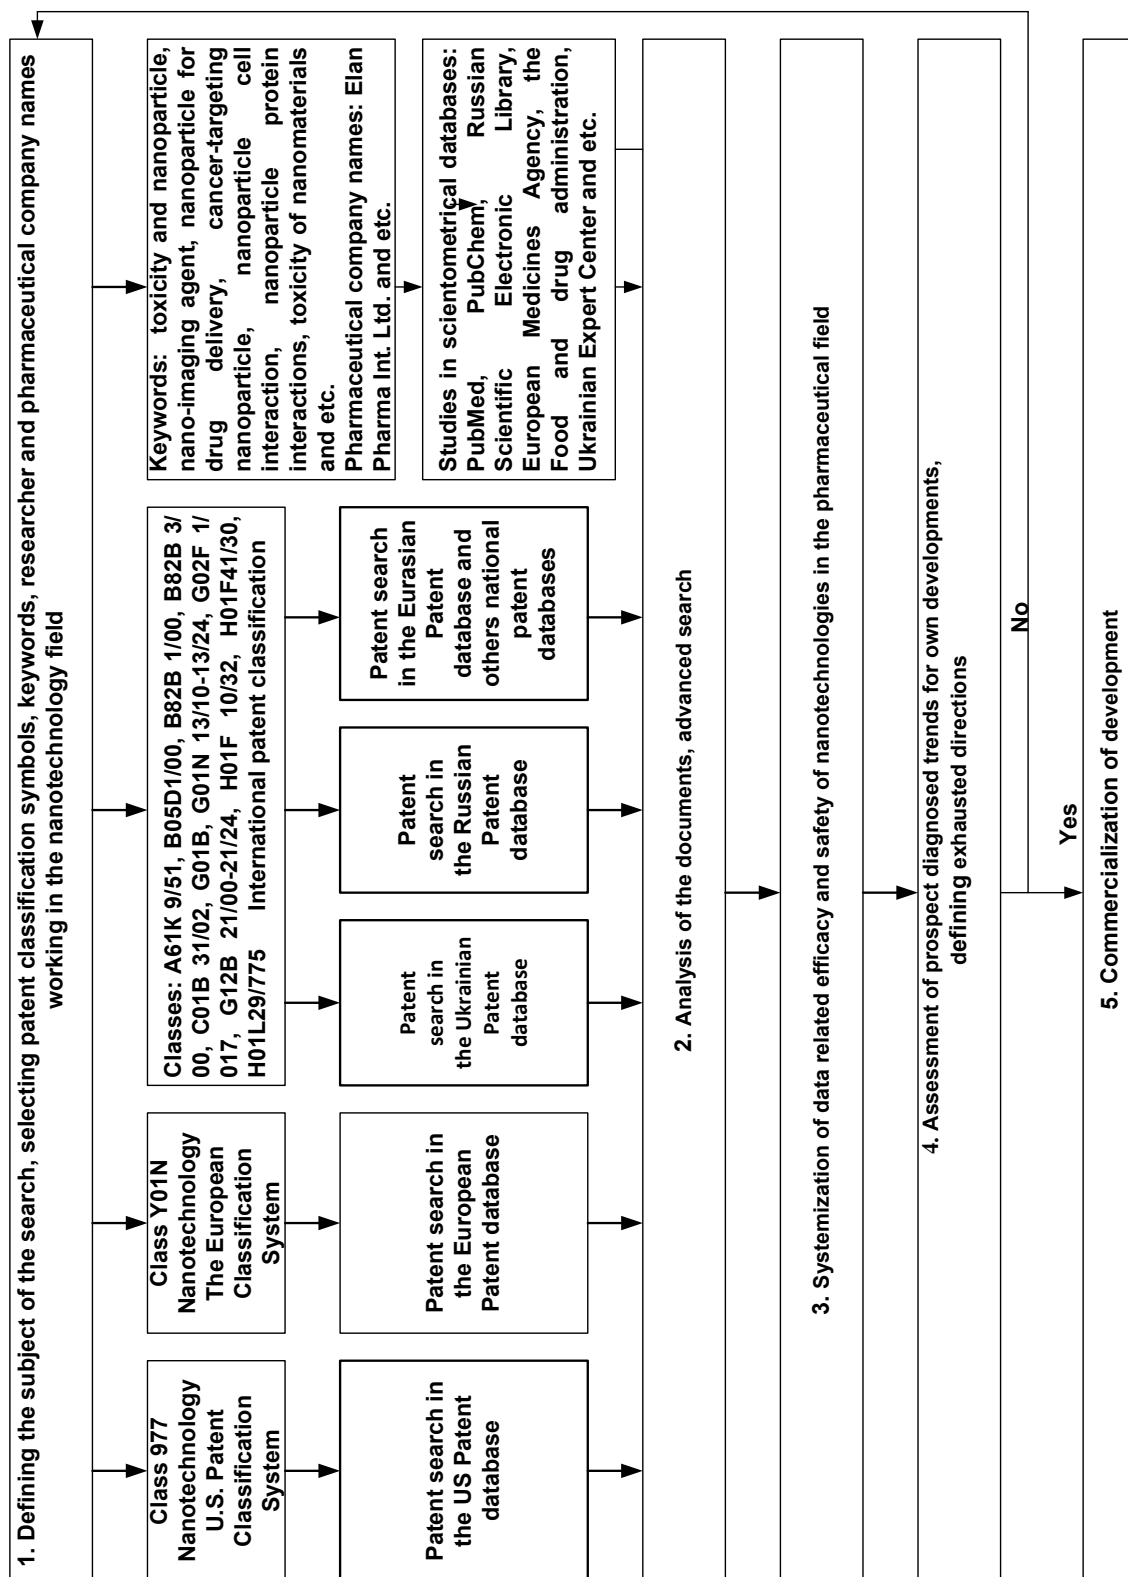 1. Defining the subject of the search, selecting patent classification symbols, keywords, researcher and pharmaceutical company names
working in the nanotechnology field
Class 977
Nanotechnology
U.S. Patent
Classification
System
Class Y01N
Nanotechnology
The European
Classification
System
Classes: A61K 9/51, B05D1/00, B82B 1/00, B82B 3/
00, C01B 31/02, G01B, G01N 13/10-13/24, G02F 1/
017, G12B 21/00-21/24, H01F 10/32, H01F41/30,
H01L29/775 International patent classification
Keywords: toxicity and nanoparticle,
nano-imaging agent, nanoparticle for
drug delivery, cancer-targeting
nanoparticle, nanoparticle cell
interaction, nanoparticle protein
interactions, toxicity of nanomaterials
and etc.
Pharmaceutical company names: Elan
Pharma Int. Ltd. and etc.
Patent search in
the US Patent
database
Patent search in
the European
Patent database
Patent
search in
the Ukrainian
Patent
database
Patent
search in
the Russian
Patent
database
Patent search
in the Eurasian
Patent
database and
others national
patent
databases
Studies in scientometrical databases:
PubMed, PubChem, Russian
Scientific Electronic Library,
European Medicines Agency, the
Food and drug administration,
Ukrainian Expert Center and etc.
2. Analysis of the documents, advanced search
3. Systemization of data related efficacy and safety of nanotechnologies in the pharmaceutical field
4. Assessment of prospect diagnosed trends for own developments,
defining exhausted directions
No
Yes
5. Commercialization of development